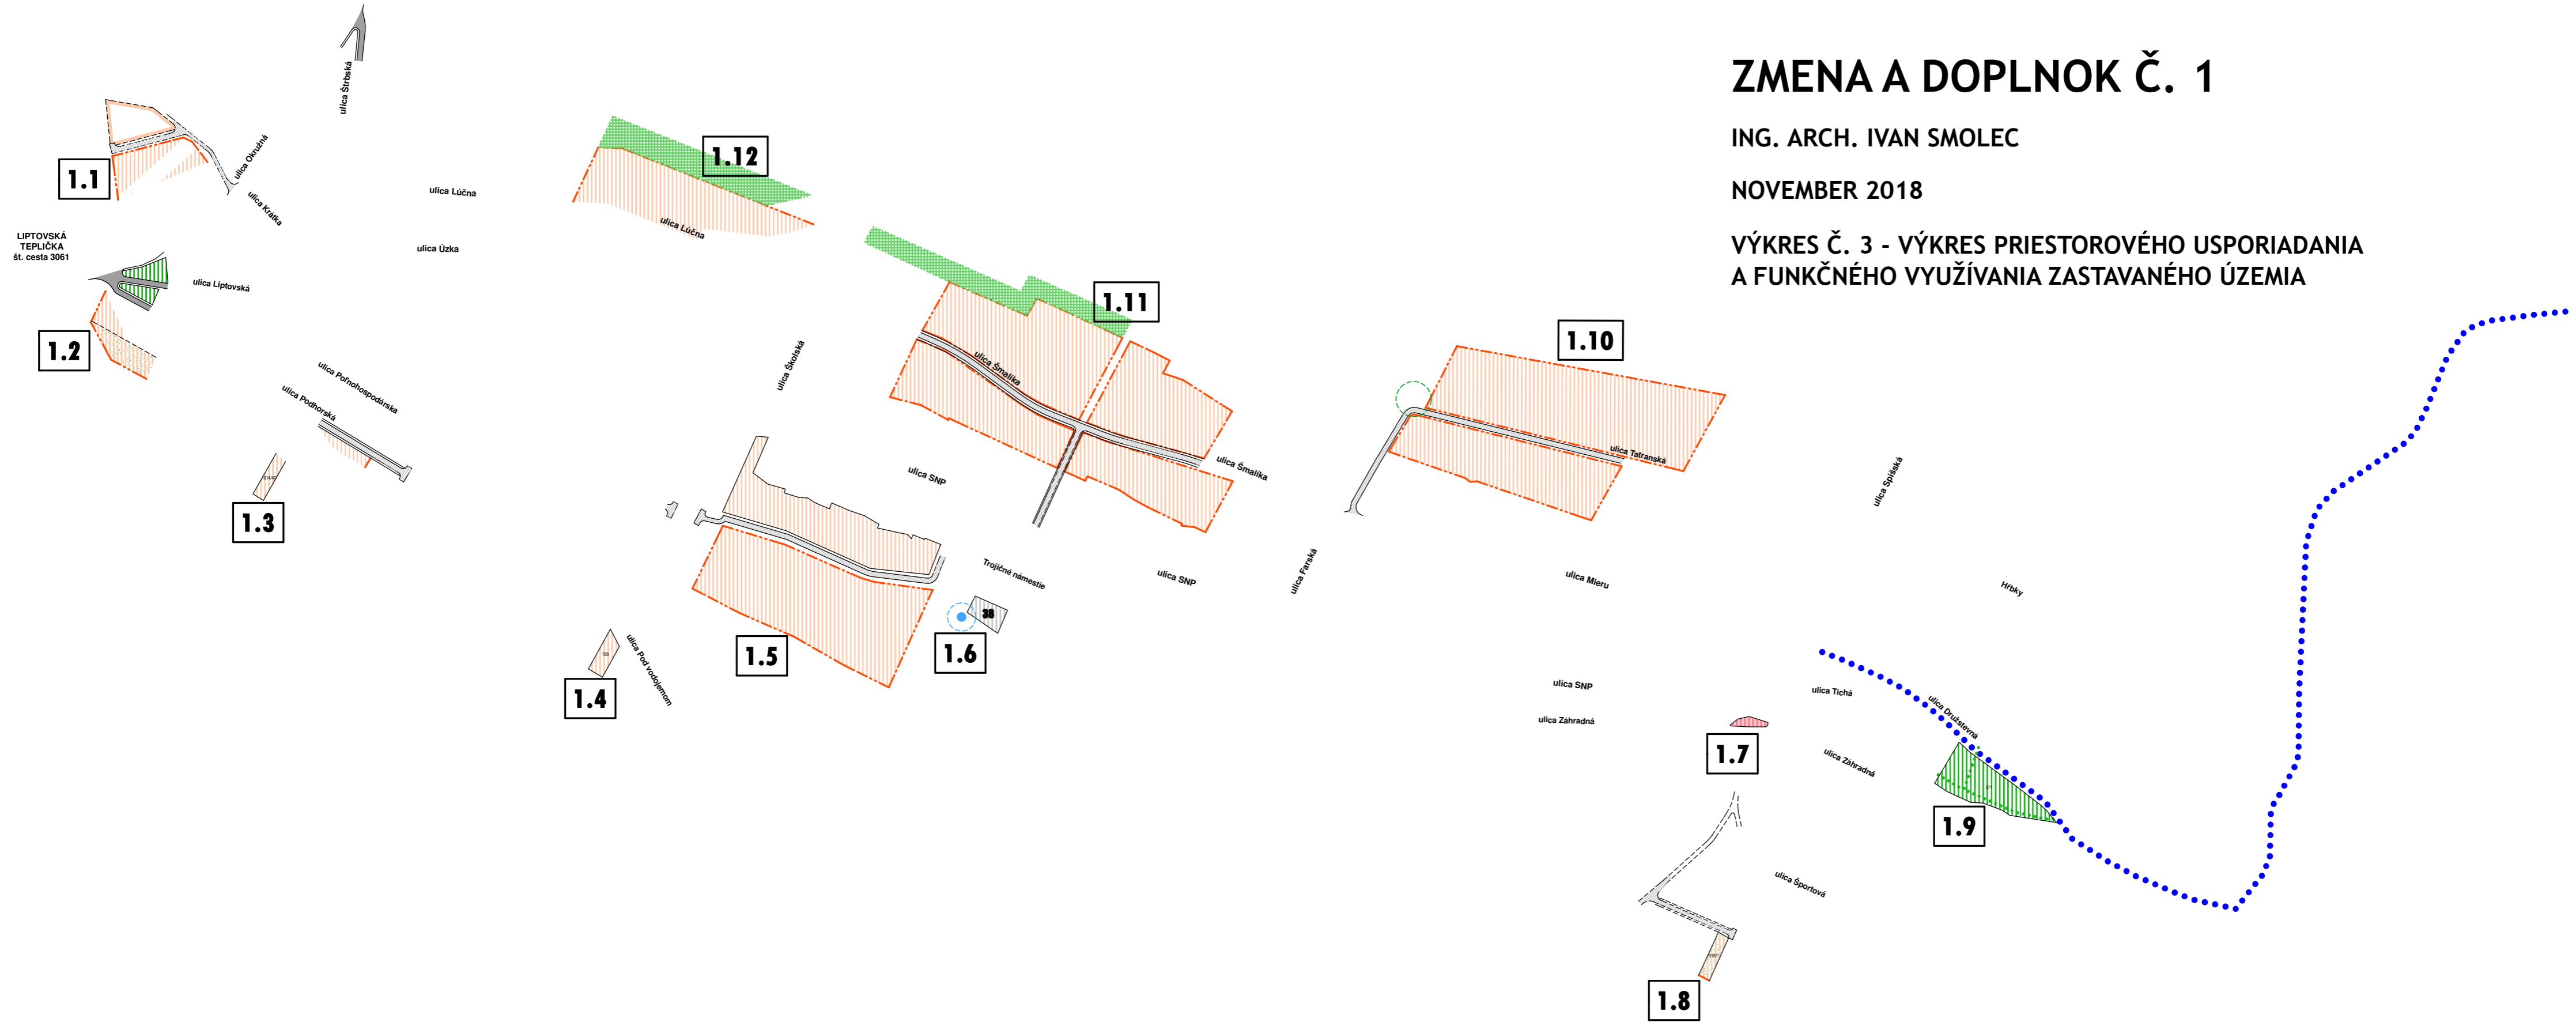 ZMENA A DOPLNOK Č. 1
ING. ARCH. IVAN SMOLEC
NOVEMBER 2018
VÝKRES Č. 3 - VÝKRES PRIESTOROVÉHO USPORIADANIA
A FUNKČNÉHO VYUŽÍVANIA ZASTAVANÉHO ÚZEMIA
ulica Štrbská
ulica Okružná
1.1
ulica Krátka
ulica Lúčna
1.12
ulica Lúčna
LIPTOVSKÁ
TEPLIČKA
št. cesta 3061
ulica Úzka
ulica Liptovská
1.2
1.11
1.10
ulica Školská
ulica Šmalíka
ulica Poľnohospodárska
ulica Podhorská
1.3
ulica SNP
ulica Šmalíka
ulica Tatranská
ulica Spišská
Trojičné námestie
ulica SNP
ulica Farská
ulica Mieru
Hŕbky
38
1.6
1.5
ulica Pod vodojemom
1.4
ulica SNP
ulica Záhradná
ulica Tichá
ulica Družstevná
1.7
ulica Záhradná
1.9
ulica Športová
1.8